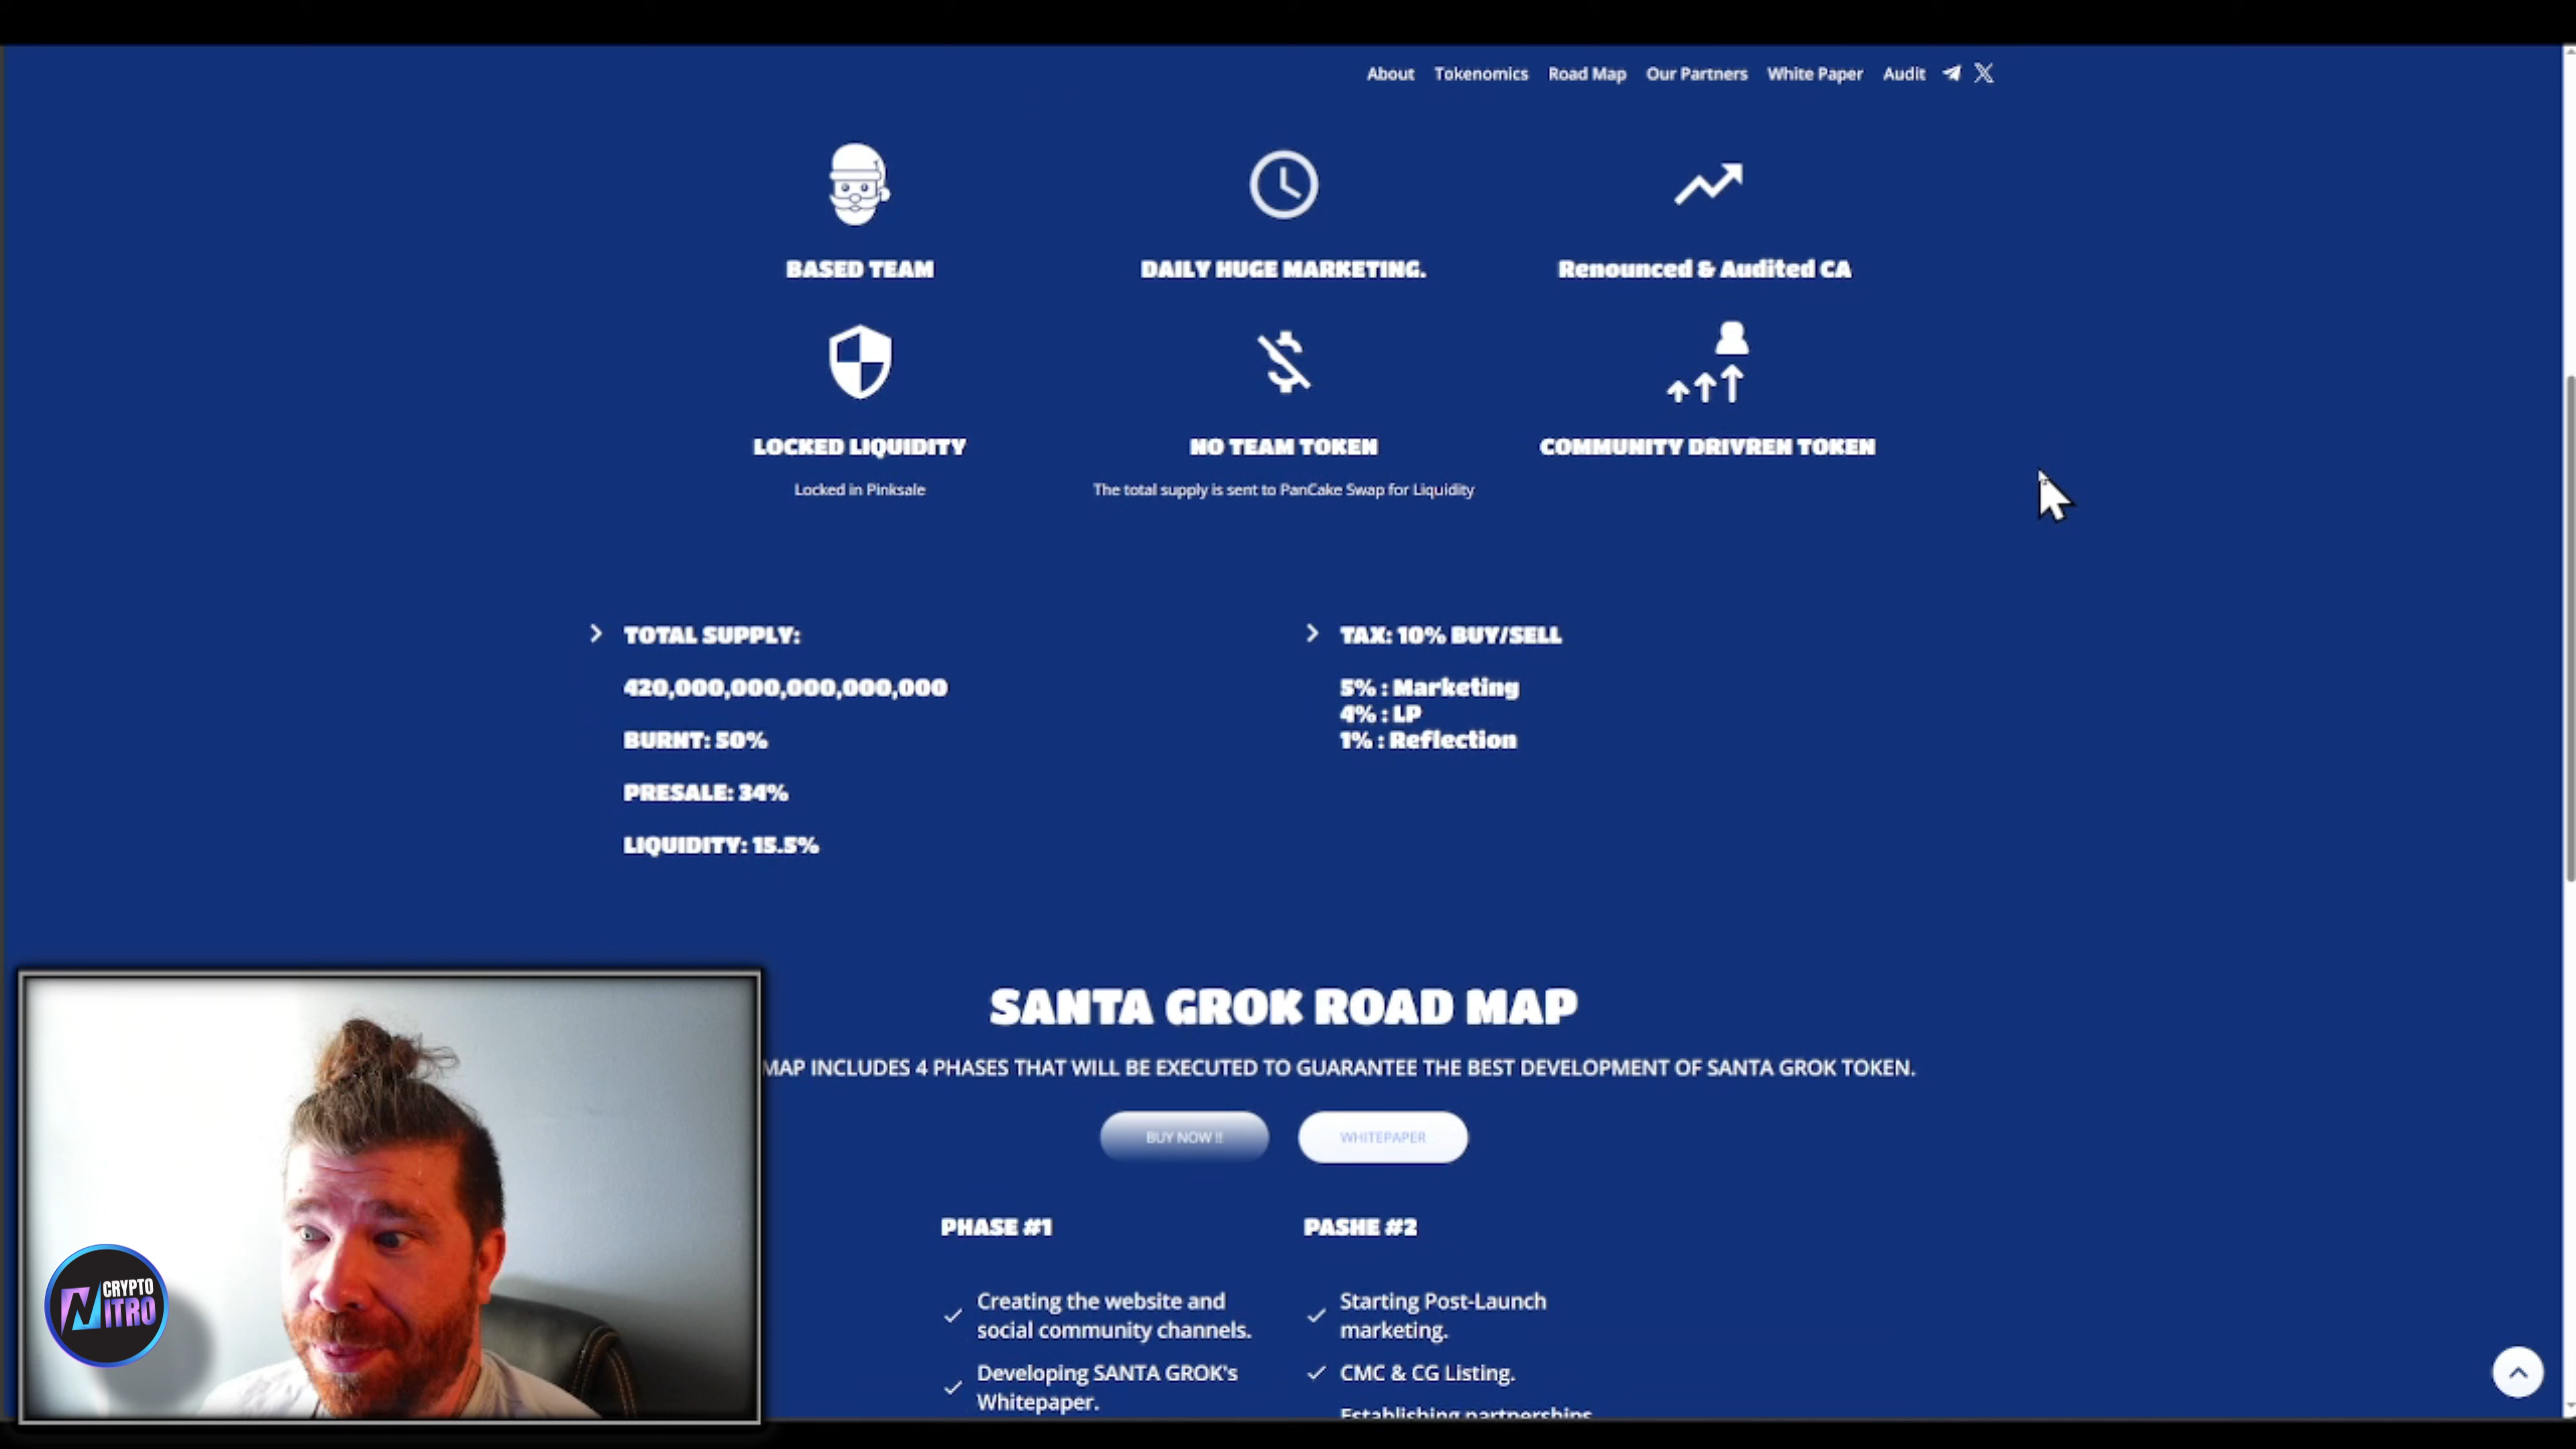 About Tokenomics Road Map Our Partners White Paper Audit
BASED TEAM
DAILY HUGE MARKETING.
Renounced & Audited CA
LOCKED LIQUIDITY
Locked in Pinksale
NO TEAM TOKEN
The total supply is sent to PanCake Swap for Liquidity
COMMUNITY DRIVREN TOKEN
TOTAL SUPPLY:
420,000,000,000,000,000
BURNT: 50%
PRESALE: 34%
LIQUIDITY: 15.5%
TAX: 10% BUY/SELL
5% : Marketing
4% : LP
1% : Reflection
SANTA GROK ROAD MAP
MAP INCLUDES 4 PHASES THAT WILL BE EXECUTED TO GUARANTEE THE BEST DEVELOPMENT OF SANTA GROK TOKEN.
BUY NOW !!
WHITEPAPER
PHASE #1
Creating the website and
social community channels.
Developing SANTA GROK's
Whitepaper.
PASHE #2
Starting Post-Launch
marketing.
CMC & CG Listing.
Establishing partnerships
CRYPTO
NITRO